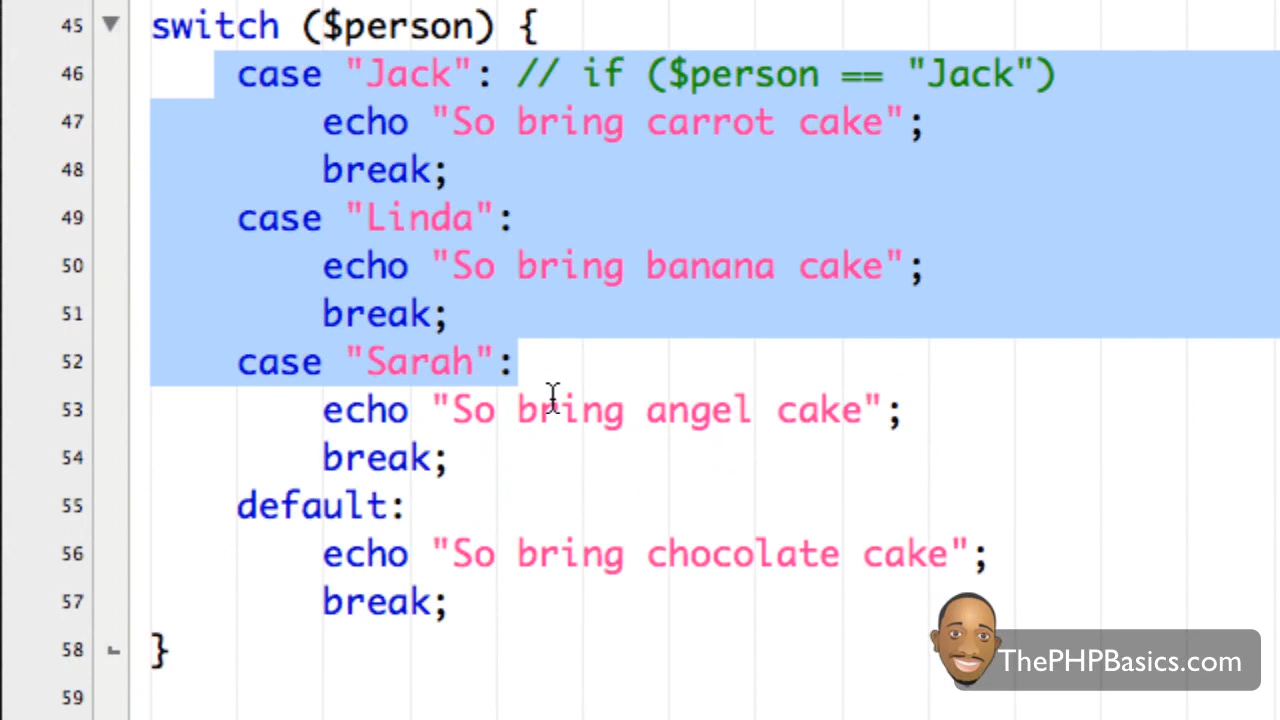 45 switch ($person) {
46 case "Jack": // if ($person == "Jack")
47 echo "So bring carrot cake";
48 break;
49 case "Linda":
50 echo "So bring banana cake";
51 break;
52 case "Sarah":
53 echo "So bring angel cake";
54 break;
55 default:
56 echo "So bring chocolate cake";
57 break;
58 }
59
ThePHPBasics.com